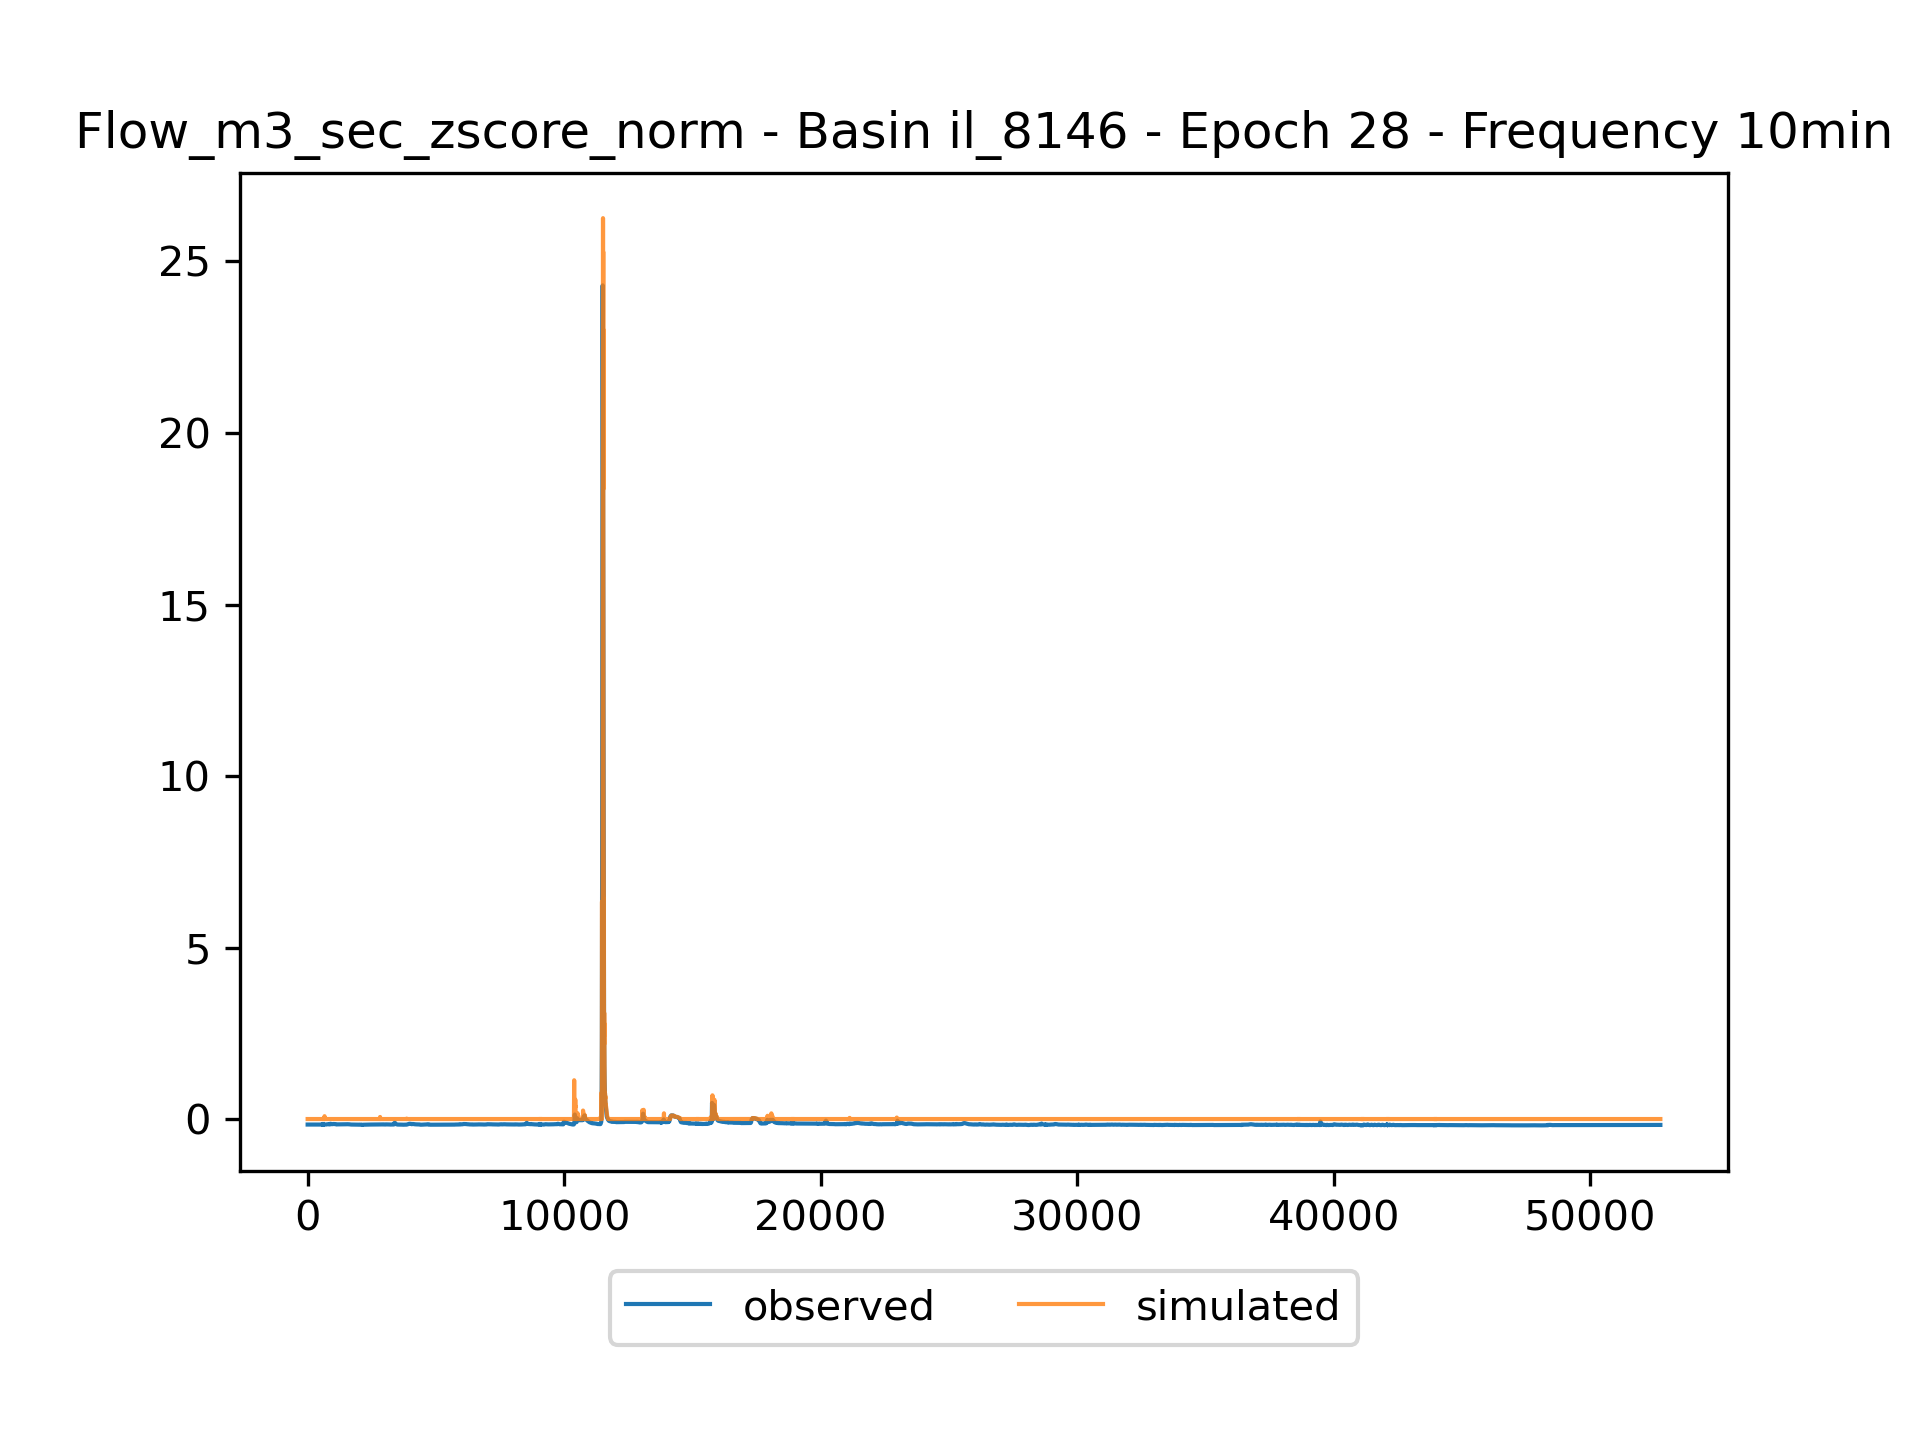 Flow_m3_sec_zscore_norm - Basin il_8146 - Epoch 28 - Frequency 10min
25
20
15
10
5
0
0 10000 20000 30000 40000 50000
observed simulated